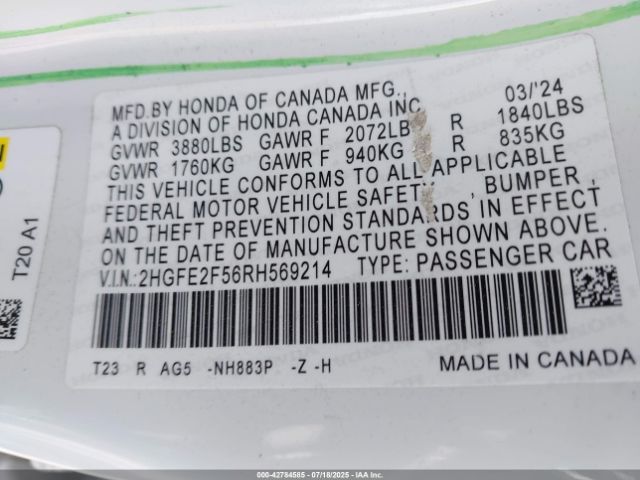 MFD.BY HONDA OF CANADA MFG., 03/'24
A DIVISION OF HONDA CANADA INC
GVWR 3880LBS GAWR F 2072LB R 1840LBS
GVWR 1760KG GAWR F 940KG R 835KG
THIS VEHICLE CONFORMS TO ALL APPLICABLE
FEDERAL MOTOR VEHICLE SAFETY, BUMPER,
AND THEFT PREVENTION STANDARDS IN EFFECT
ON THE DATE OF MANUFACTURE SHOWN ABOVE.
V.I.N.:2HGFE2F56RH569214 TYPE: PASSENGER CAR
T23 R AG5 -NH883P -Z -H MADE IN CANADA
T20 A1
000-42784585 | 07/18/2025 | IAA, Inc.